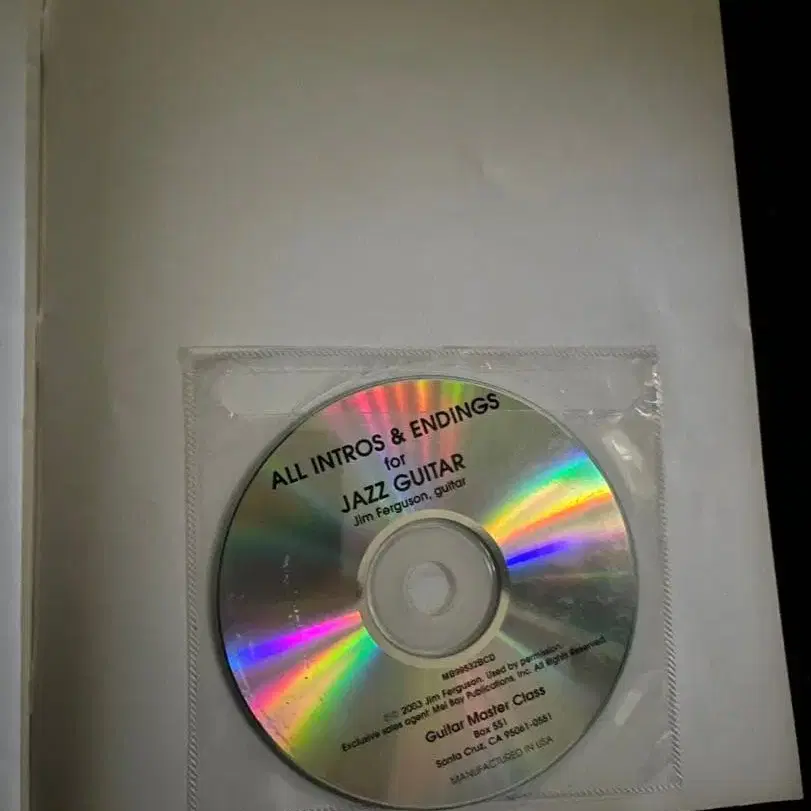 ALL INTROS & ENDINGS
for
JAZZ GUITAR
Jim Ferguson, guitar
MB99532BCD
2003 Jim Ferguson. Used by permission.
Exclusive sales agent: Mel Bay Publications, Inc. All Rights Reserved.
Guitar Master Class
Box 551
Santa Cruz, CA 95061-0551
MANUFACTURED IN USA